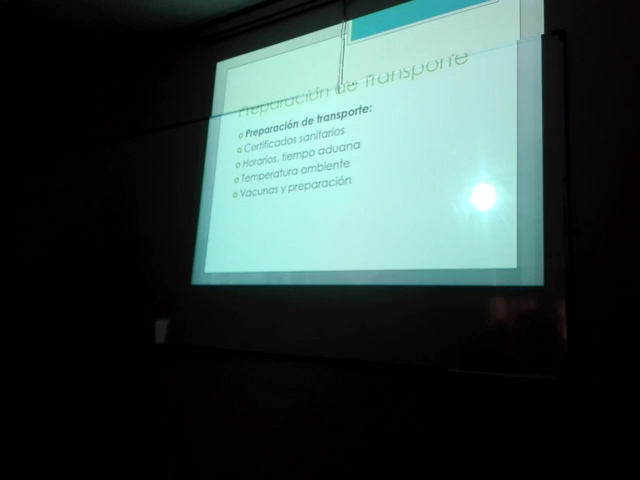 Preparación de Transporte
Preparación de transporte:
Certificados sanitarios
Horarios, tiempo aduana
Temperatura ambiente
Vacunas y preparación